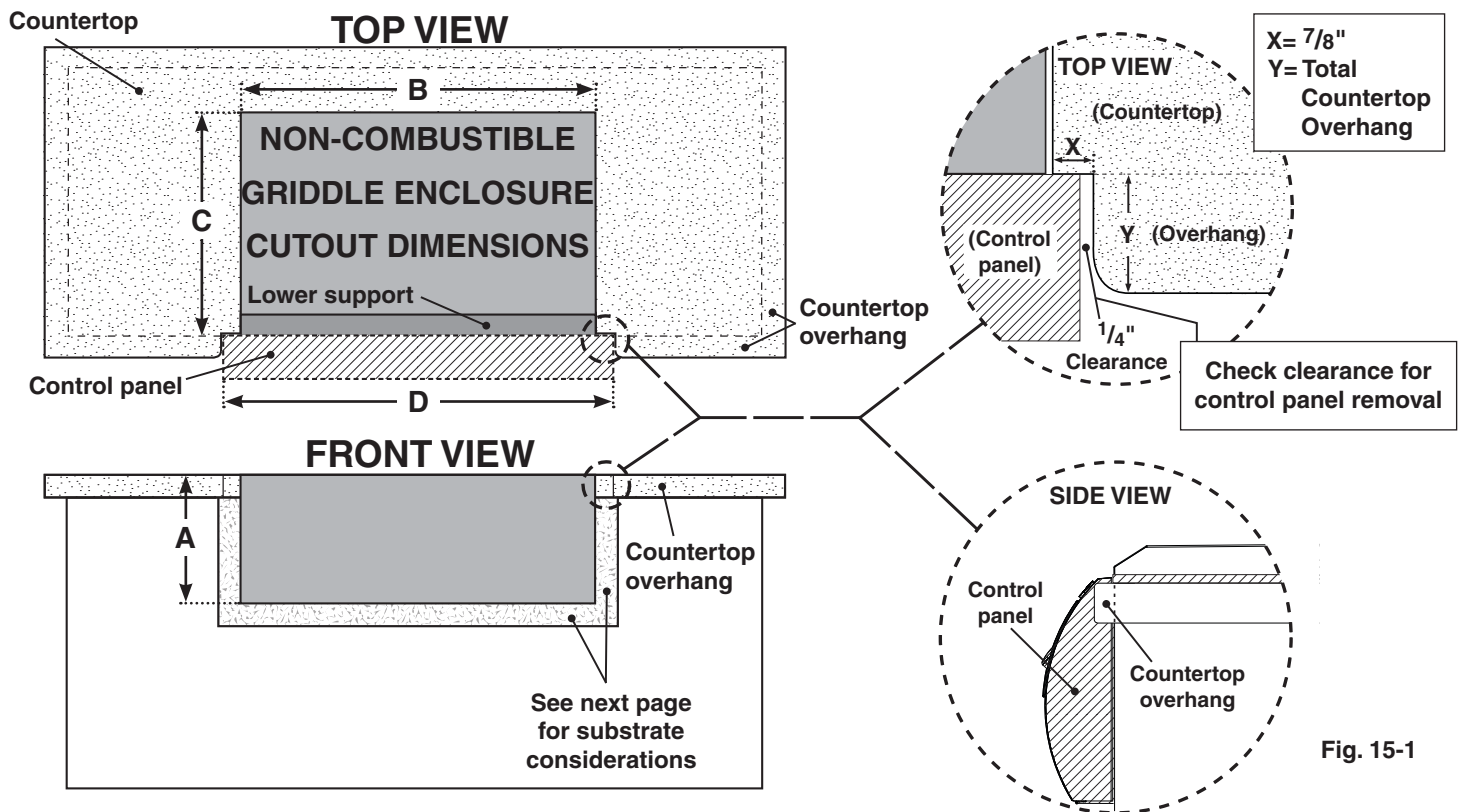 Countertop
TOP VIEW
B
C
NON-COMBUSTIBLE
GRIDDLE ENCLOSURE
CUTOUT DIMENSIONS
Lower support
Countertop
overhang
Control panel
D
TOP VIEW
(Countertop)
X
(Control
panel)
Y
(Overhang)
1/4"
Clearance
X= 7/8"
Y= Total
Countertop
Overhang
Check clearance for
control panel removal
FRONT VIEW
A
Countertop
overhang
See next page
for substrate
considerations
SIDE VIEW
Control
panel
Countertop
overhang
Fig. 15-1